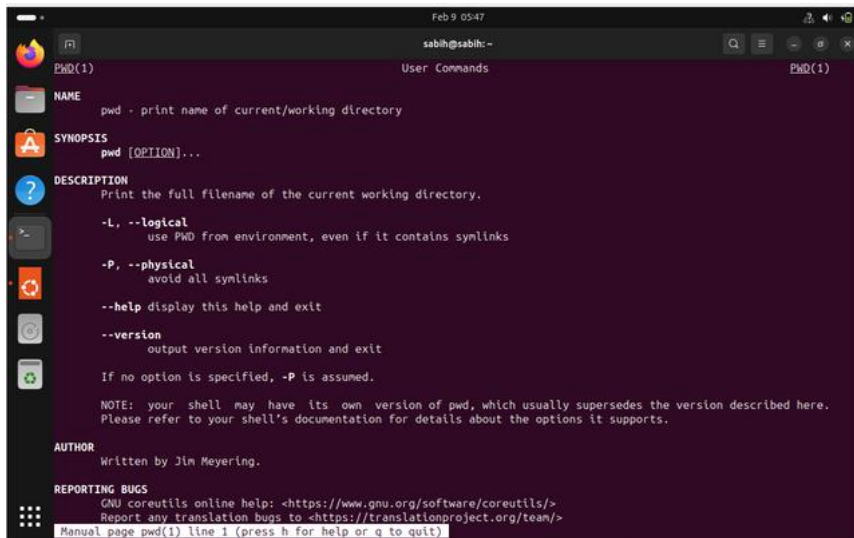 Feb 9 05:47
sabih@sabih: ~
PWD(1) User Commands PWD(1)
NAME
pwd - print name of current/working directory
SYNOPSIS
pwd [OPTION]...
DESCRIPTION
Print the full filename of the current working directory.
-L, --logical
use PWD from environment, even if it contains symlinks
-P, --physical
avoid all symlinks
--help display this help and exit
--version
output version information and exit
If no option is specified, -P is assumed.
NOTE: your shell may have its own version of pwd, which usually supersedes the version described here.
Please refer to your shell's documentation for details about the options it supports.
AUTHOR
Written by Jim Meyering.
REPORTING BUGS
GNU coreutils online help: <https://www.gnu.org/software/coreutils/>
Report any translation bugs to <https://translationproject.org/team/>
Manual page pwd(1) line 1 (press h for help or q to quit)